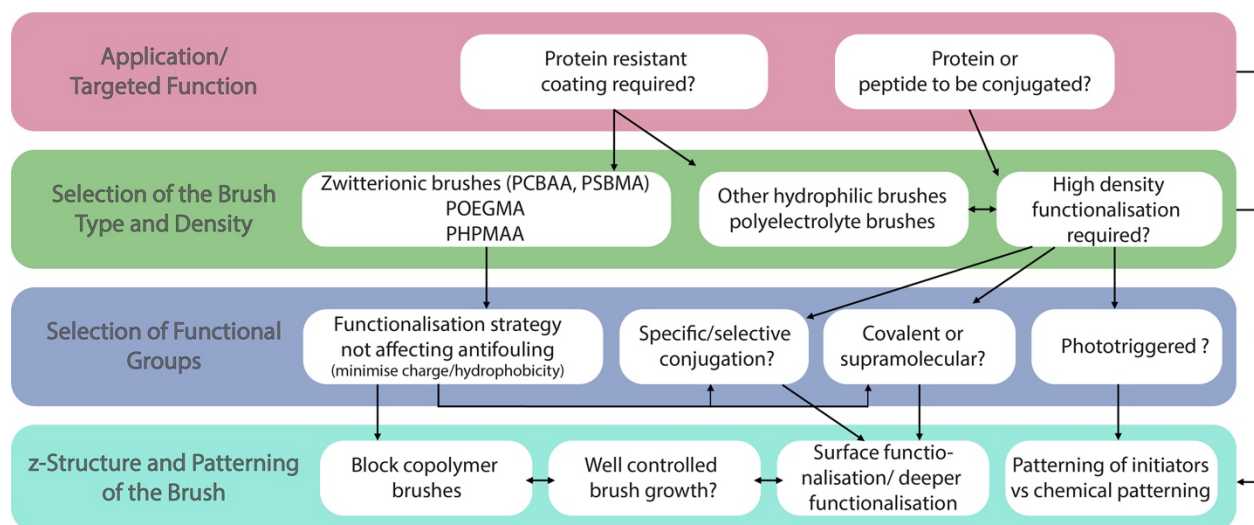 Application/
Targeted Function
Protein resistant
coating required?
Protein or
peptide to be conjugated?
Selection of the Brush
Type and Density
Zwitterionic brushes (PCBAA, PSBMA)
POEGMA
PHPMAA
Other hydrophilic brushes
polyelectrolyte brushes
High density
functionalisation
required?
Selection of Functional
Groups
Functionalisation strategy
not affecting antifouling
(minimise charge/hydrophobicity)
Specific/selective
conjugation?
Covalent or
supramolecular?
Phototriggered ?
z-Structure and Patterning
of the Brush
Block copolymer
brushes
Well controlled
brush growth?
Surface functio-
nalisation/ deeper
functionalisation
Patterning of initiators
vs chemical patterning